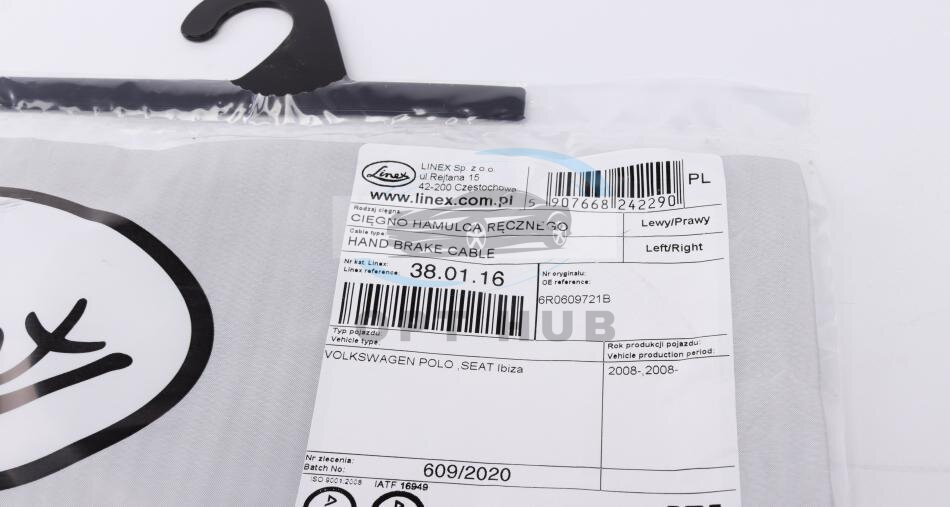 Linex
LINEX Sp. z o.o.
ul Rejtana 15
42-200 Częstochowa
www.linex.com.pl
5 907668 242290
PL
Rodzaj cięgna:
CIĘGNO HAMULCA RĘCZNEGO
Lewy/Prawy
Cable type:
HAND BRAKE CABLE
Left/Right
Nr kat. Linex:
Linex reference:
38.01.16
Nr oryginału:
OE reference:
6R0609721B
HUB
Typ pojazdu:
Vehicle type:
VOLKSWAGEN POLO ,SEAT Ibiza
Rok produkcji pojazdu:
Vehicle production period:
2008-,2008-
Nr zlecenia:
Batch No:
609/2020
ISO 9001:2008
IATF 16949